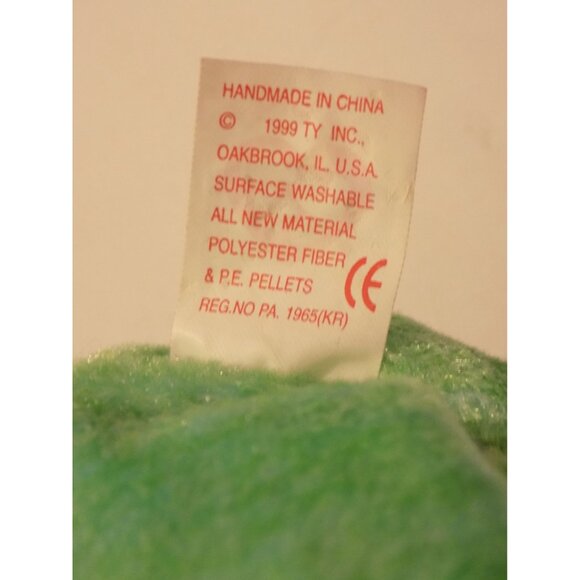 HANDMADE IN CHINA
© 1999 TY INC.,
OAKBROOK, IL. U.S.A.
SURFACE WASHABLE
ALL NEW MATERIAL
POLYESTER FIBER
& P.E. PELLETS CE
REG.NO PA. 1965(KR)